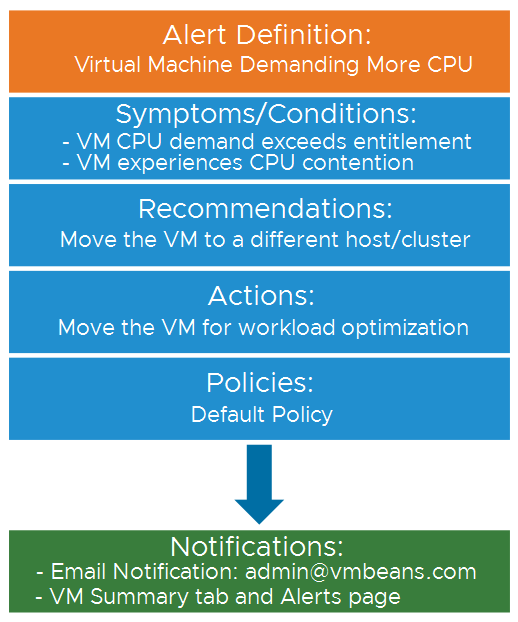 Alert Definition:
Virtual Machine Demanding More CPU
Symptoms/Conditions:
- VM CPU demand exceeds entitlement
- VM experiences CPU contention
Recommendations:
Move the VM to a different host/cluster
Actions:
Move the VM for workload optimization
Policies:
Default Policy
Notifications:
- Email Notification: admin@vmbeans.com
- VM Summary tab and Alerts page